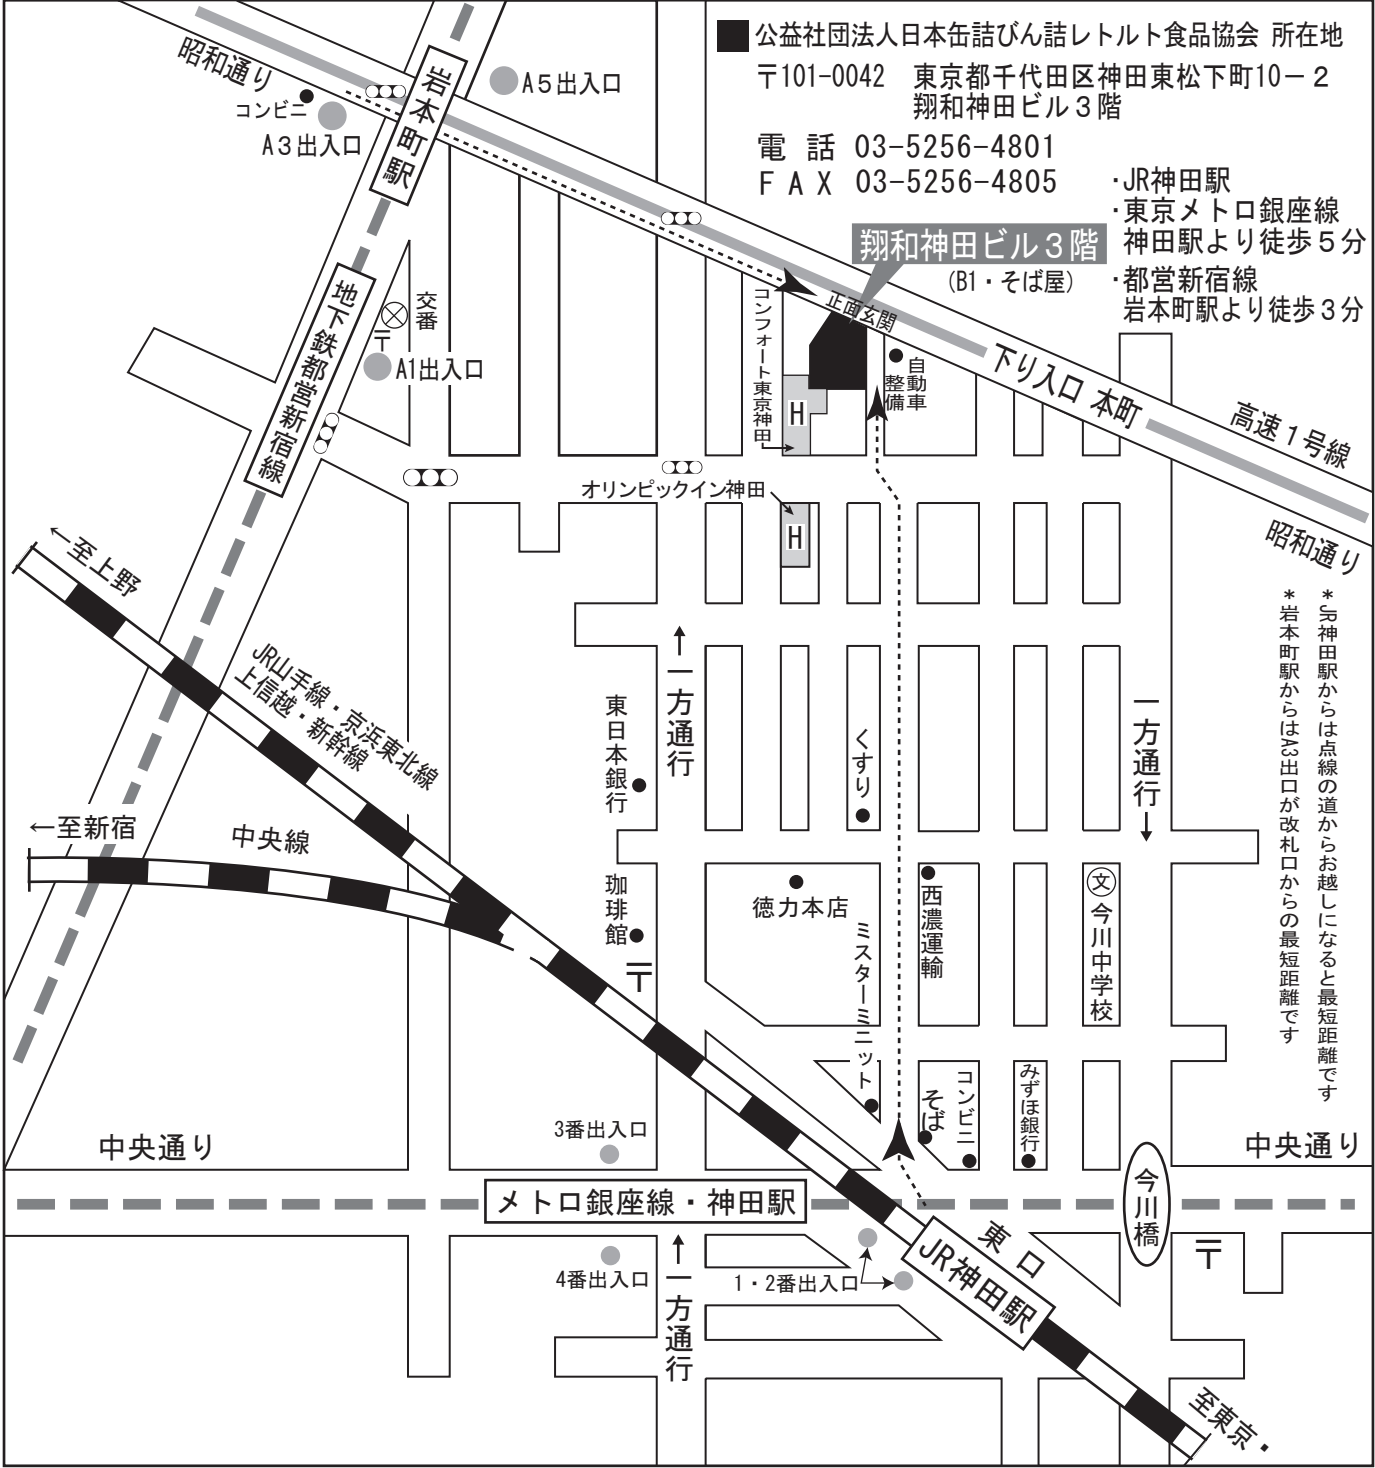 公益社団法人日本缶詰びん詰レトルト食品協会 所在地
〒101-0042 東京都千代田区神田東松下町10－2
翔和神田ビル３階
電 話 03-5256-4801
ＦＡＸ 03-5256-4805
・JR神田駅
・東京メトロ銀座線
神田駅より徒歩５分
・都営新宿線
岩本町駅より徒歩３分
翔和神田ビル３階
(B1・そば屋)
昭和通り
コンビニ
A３出入口
岩本町駅
A５出入口
正面玄関
地下鉄都営新宿線
交番
〒
A1出入口
コンフォート東京神田
H
自動車
整備
下り入口 本町
高速１号線
昭和通り
オリンピックイン神田
H
←至上野
JR山手線・京浜東北線
上信越・新幹線
←至新宿
中央線
東日本銀行
↑一方通行
くすり
一方通行↓
＊JR神田駅からは点線の道からお越しになると最短距離です
＊岩本町駅からはA3出口が改札口からの最短距離です
珈琲館
〒
徳力本店
ミスターミニット
西濃運輸
文
今川中学校
そば
コンビニ
みずほ銀行
中央通り
3番出入口
中央通り
メトロ銀座線・神田駅
今川橋
〒
4番出入口
↑一方通行
1・2番出入口
東口
JR神田駅
至東京・